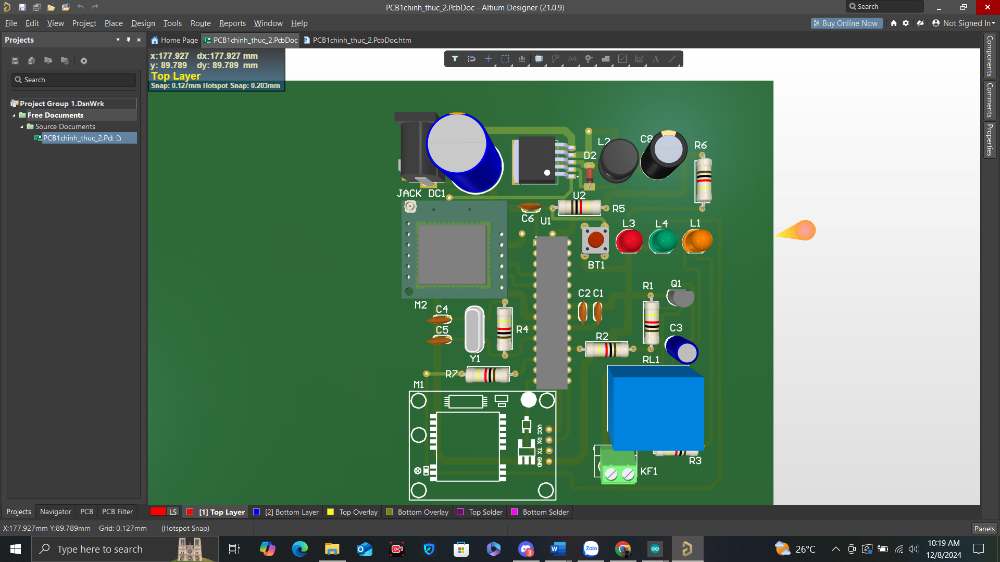 PCB1chinh_thuc_2.PcbDoc - Altium Designer (21.0.9)
Search
File Edit View Project Place Design Tools Route Reports Window Help
Buy Online Now
Not Signed In
Projects
Home Page
PCB1chinh_thuc_2.PcbDoc
PCB1chinh_thuc_2.PcbDoc.htm
x:177.927 dx:177.927 mm
y: 89.789 dy: 89.789 mm
Top Layer
Snap: 0.127mm Hotspot Snap: 0.203mm
Search
Project Group 1.DsnWrk
Free Documents
Source Documents
PCB1chinh_thuc_2.Pcb
Components
Comments
Properties
L2
C8
R6
D2
JACK DC1
U2
C6
U1
R5
L3
L4
L1
BT1
M2
C4
C5
Y1
R4
C2 C1
R1
Q1
C3
R2
RL1
R7
M1
VCC
RX
TX
GND
R3
KF1
Projects Navigator PCB PCB Filter
LS
[1] Top Layer
[2] Bottom Layer
Top Overlay
Bottom Overlay
Top Solder
Bottom Solder
X:177.927mm Y:89.789mm Grid: 0.127mm (Hotspot Snap)
Panels
Type here to search
3
Zalo
26°C
10:19 AM
12/8/2024